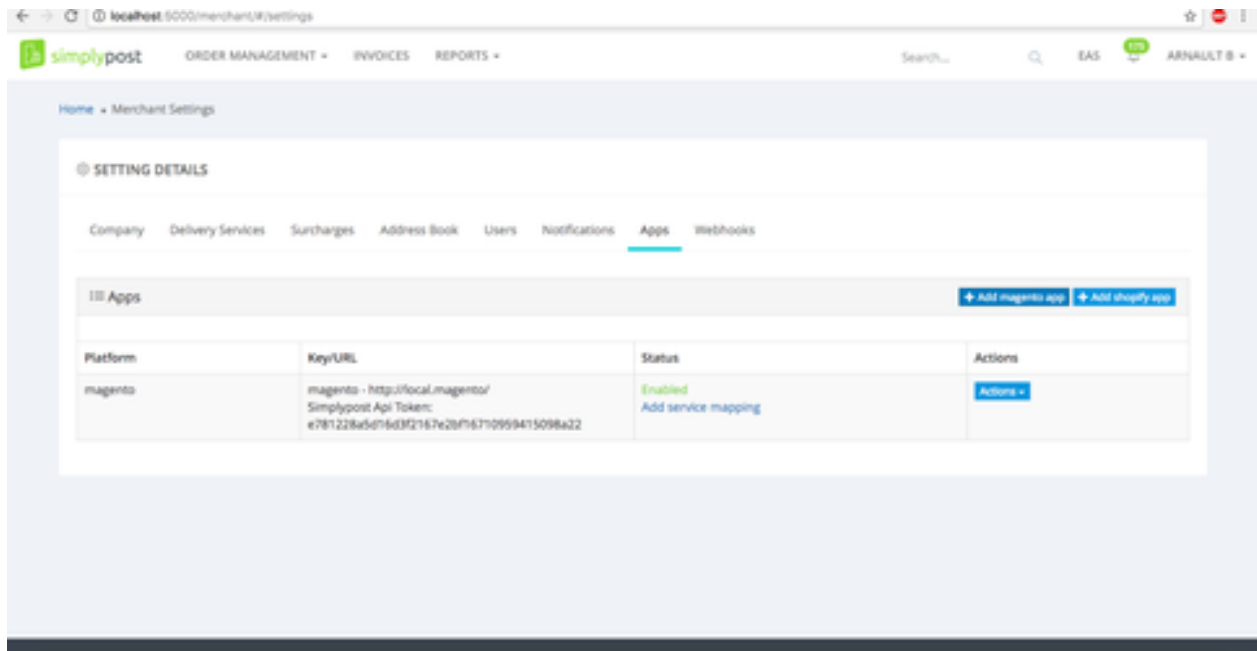 localhost:5000/merchant/#/settings
simplypost ORDER MANAGEMENT INVOICES REPORTS Search... EAS 175 ARNAULT B
Home • Merchant Settings
SETTING DETAILS
Company Delivery Services Surcharges Address Book Users Notifications Apps Webhooks
Apps + Add magento app + Add shopify app
Platform Key/URL Status Actions
magento magento - http://local.magento/ Enabled Actions
Simplypost Api Token: Add service mapping
e781228a5d16d3f2167e2bf16710959415098a22